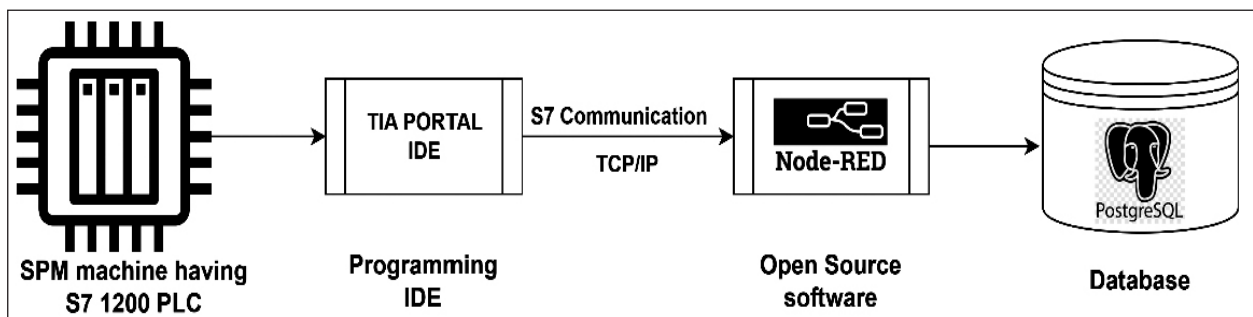 TIA PORTAL
IDE
S7 Communication
TCP/IP
Node-RED
PostgreSQL
SPM machine having
S7 1200 PLC
Programming
IDE
Open Source
software
Database